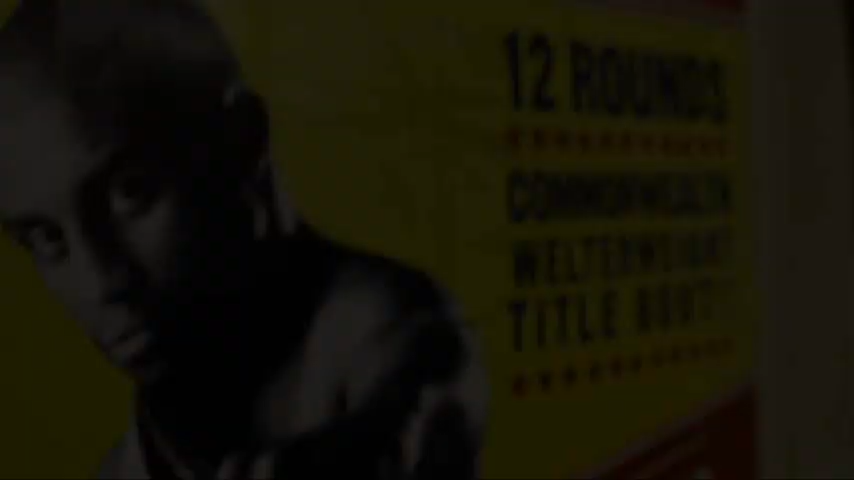 12 ROUNDS
COMMONWEALTH
WELTERWEIGHT
TITLE BOUT